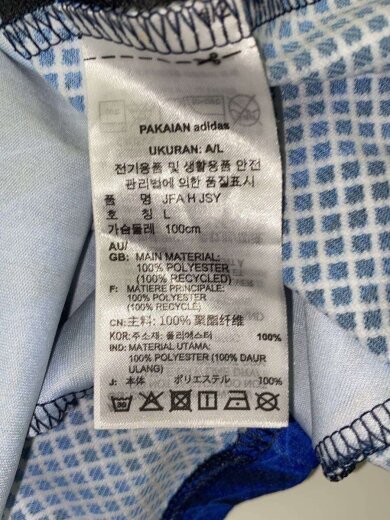 PAKAIAN adidas
UKURAN: A/L
전기용품 및 생활용품 안전
관리법에 의한 품질표시
품 명 JFA H JSY
호 칭 L
가슴둘레 100cm
AU/
GB: MAIN MATERIAL:
100% POLYESTER
(100% RECYCLED)
F: MATIERE PRINCIPALE:
100% POLYESTER
(100% RECYCLE)
CN: 主料: 100% 聚酯纤维
KOR: 주소재: 폴리에스터 100%
IND: MATERIAL UTAMA:
100% POLYESTER (100% DAUR
ULANG)
J: 本体 ポリエステル 100%